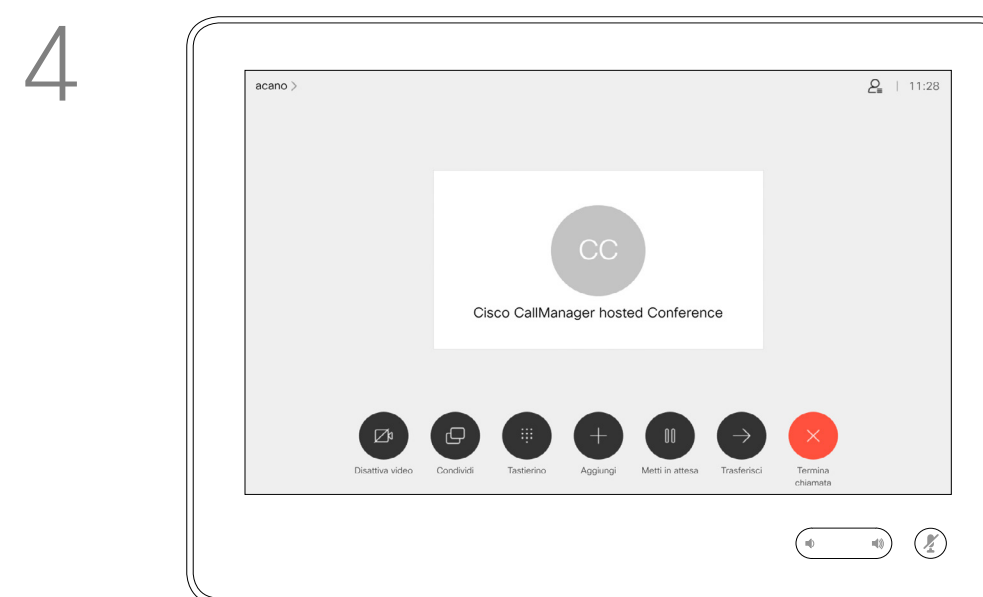 4
acano >
| 11:28
CC
Cisco CallManager hosted Conference
Disattiva video
Condividi
Tastierino
Aggiungi
Metti in attesa
Trasferisci
Termina
chiamata